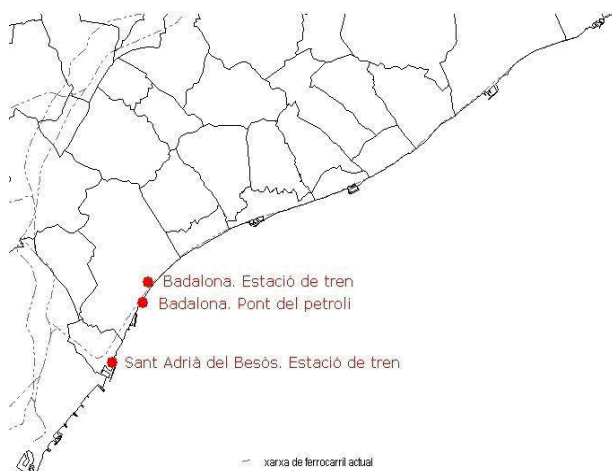 Badalona. Estació de tren
Badalona. Pont del petroli
Sant Adrià del Besòs. Estació de tren
xarxa de ferrocarril actual